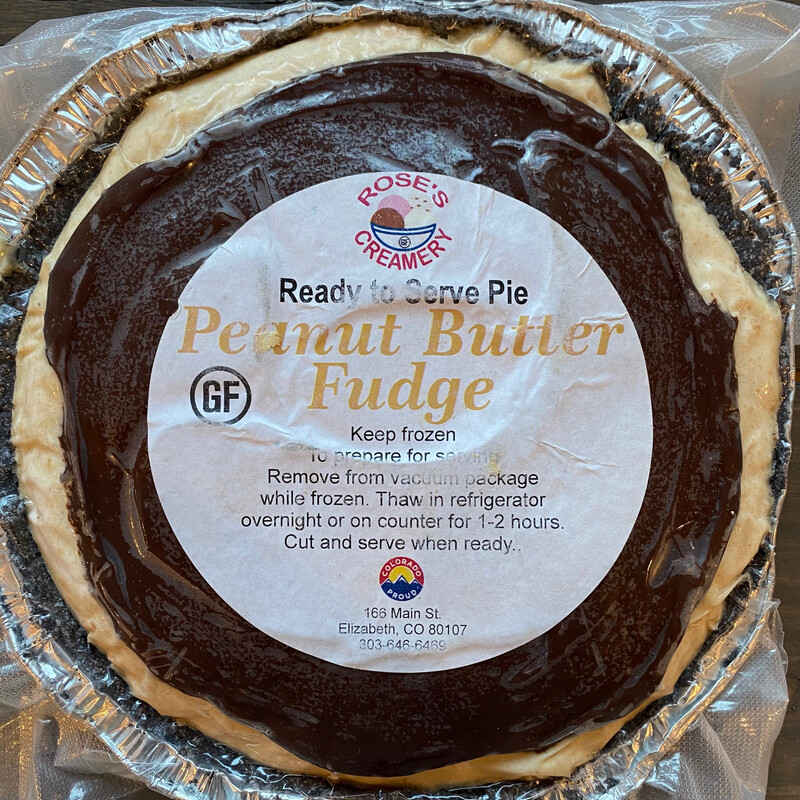 ROSE'S
CREAMERY
GF
Ready to Serve Pie
Peanut Butter
Fudge
GF
Keep frozen
To prepare for serving
Remove from vacuum package
while frozen. Thaw in refrigerator
overnight or on counter for 1-2 hours.
Cut and serve when ready..
COLORADO
PROUD
166 Main St.
Elizabeth, CO 80107
303-646-6469